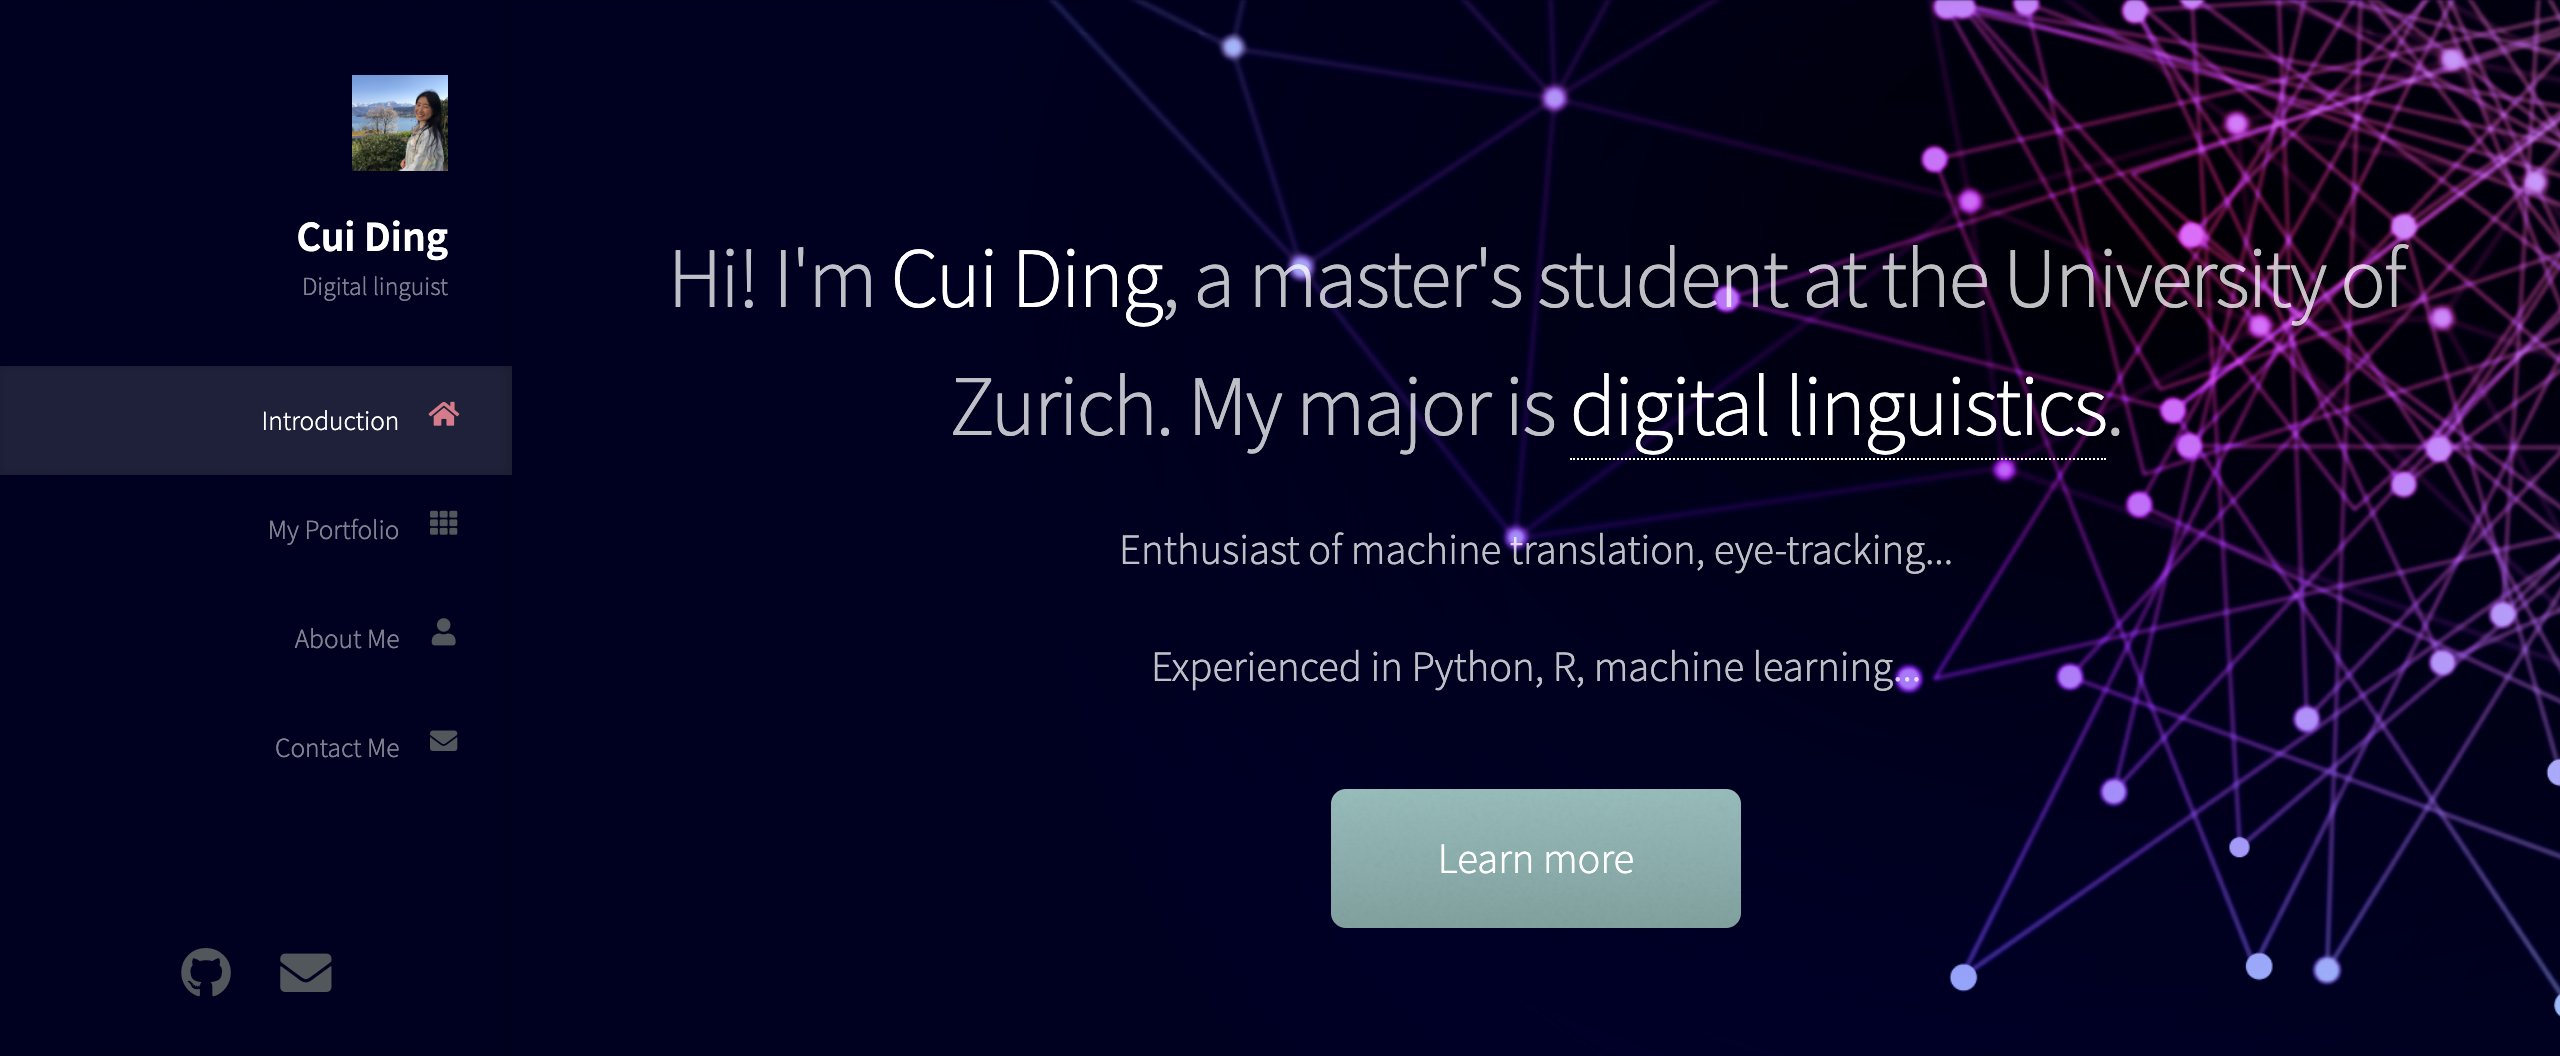 Cui Ding
Digital linguist
Introduction
My Portfolio
About Me
Contact Me
Hi! I'm Cui Ding, a master's student at the University of
Zurich. My major is digital linguistics.
Enthusiast of machine translation, eye-tracking...
Experienced in Python, R, machine learning...
Learn more